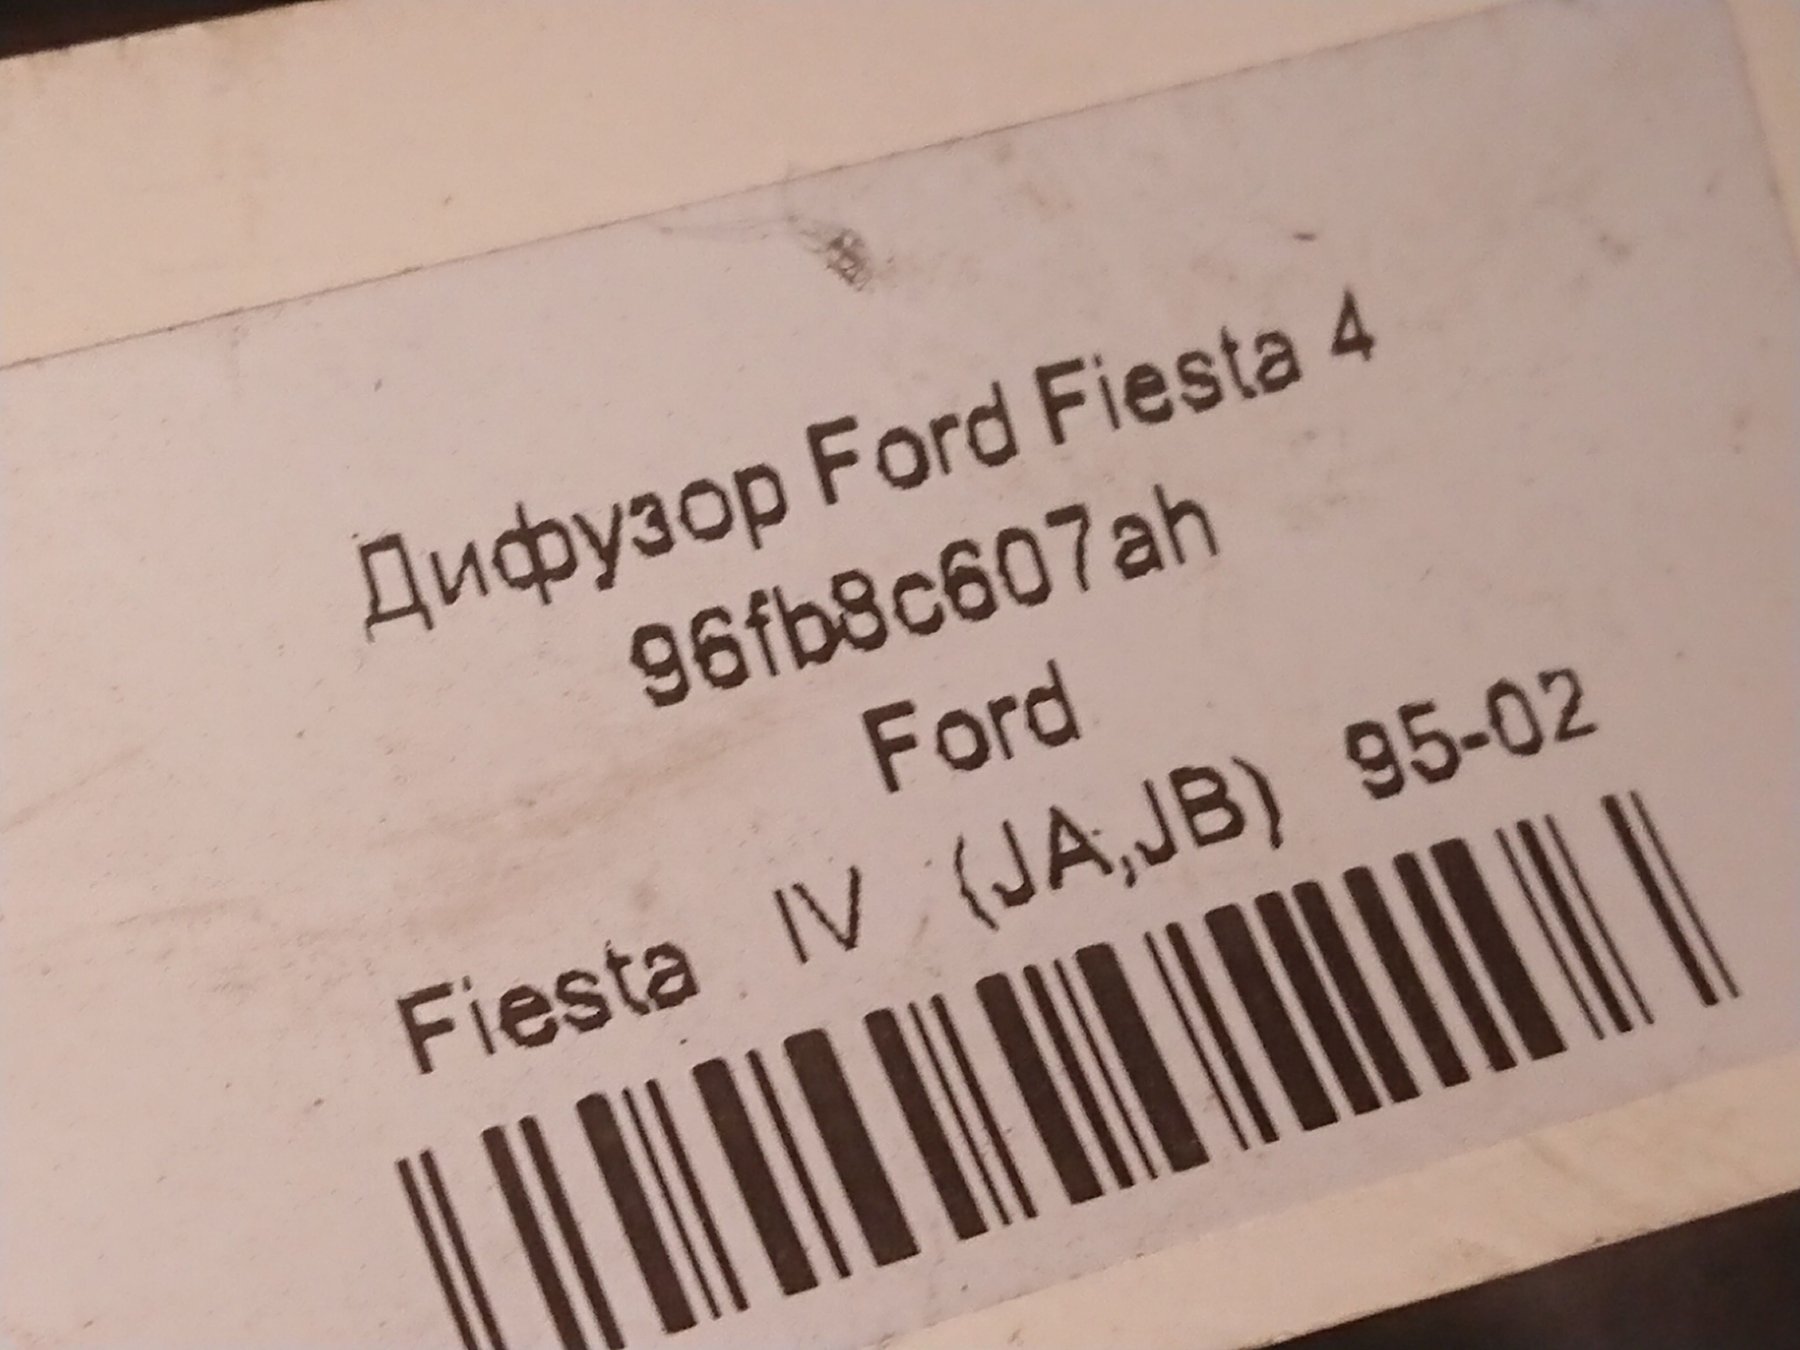 Дифузор Ford Fiesta 4
96fb8c607ah
Ford
Fiesta IV (JA,JB) 95-02